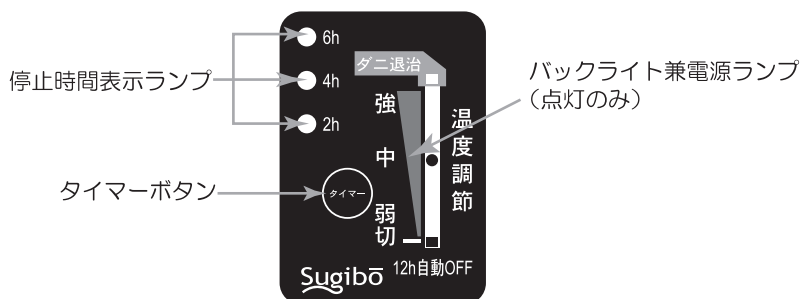 停止時間表示ランプ
タイマーボタン
6h
4h
2h
タイマー
ダニ退治
強
中
弱
切
温度調節
12h自動OFF
Sugibō
バックライト兼電源ランプ
（点灯のみ）